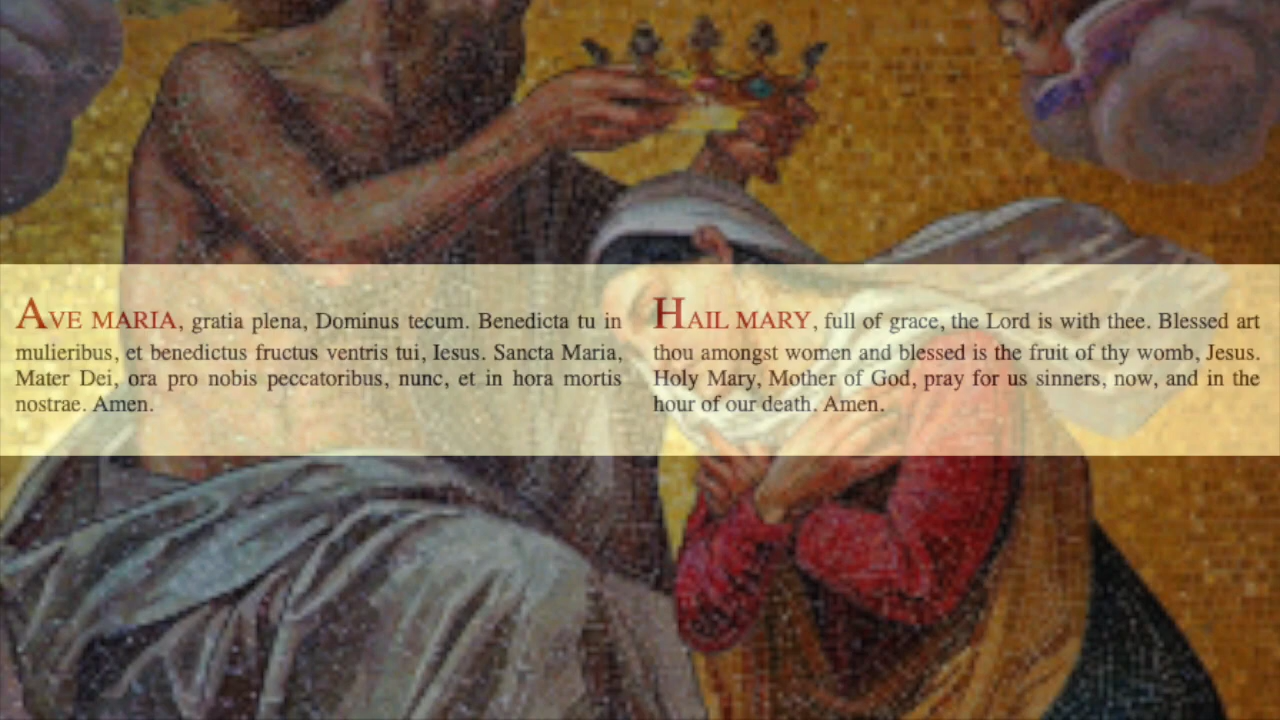 AVE MARIA, gratia plena, Dominus tecum. Benedicta tu in
mulieribus, et benedictus fructus ventris tui, Iesus. Sancta Maria,
Mater Dei, ora pro nobis peccatoribus, nunc, et in hora mortis
nostrae. Amen.
HAIL MARY, full of grace, the Lord is with thee. Blessed art
thou amongst women and blessed is the fruit of thy womb, Jesus.
Holy Mary, Mother of God, pray for us sinners, now, and in the
hour of our death. Amen.